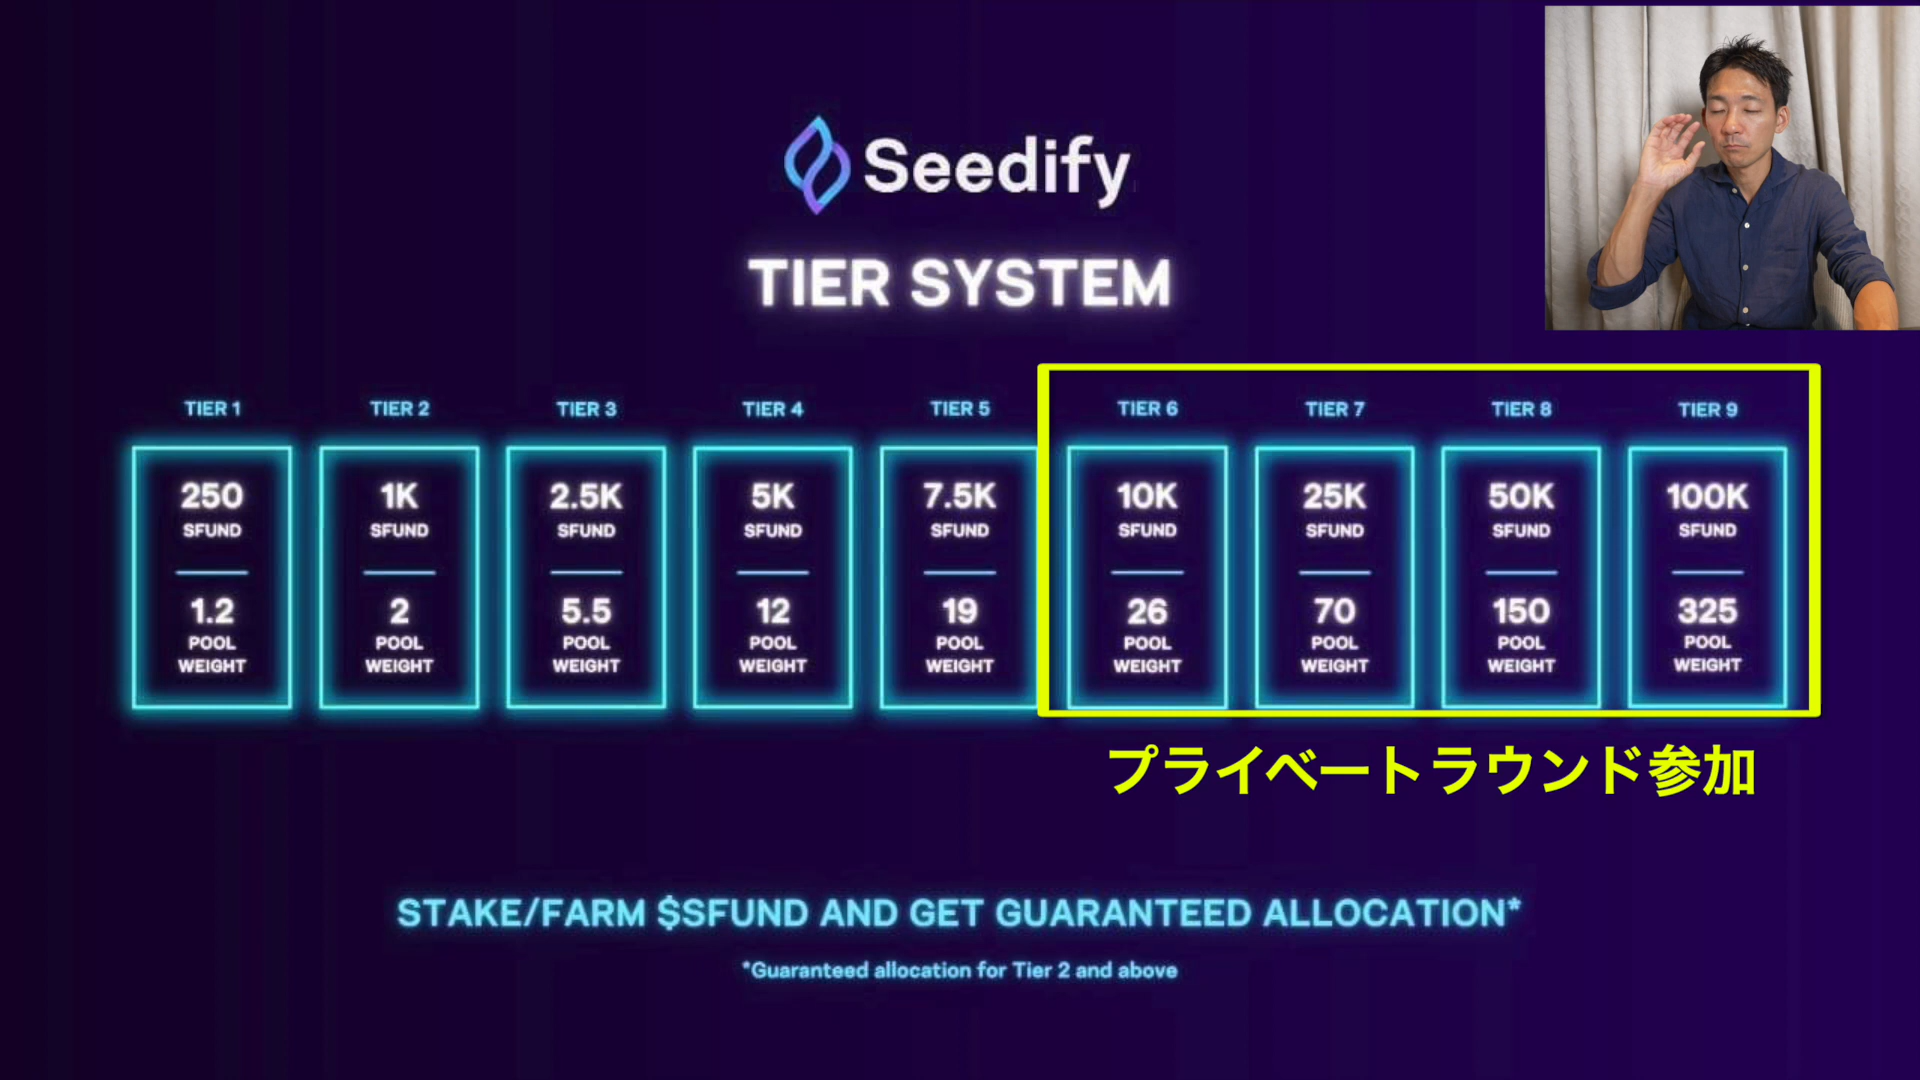 Seedify
TIER SYSTEM
TIER 1
250
SFUND
1.2
POOL
WEIGHT
TIER 2
1K
SFUND
2
POOL
WEIGHT
TIER 3
2.5K
SFUND
5.5
POOL
WEIGHT
TIER 4
5K
SFUND
12
POOL
WEIGHT
TIER 5
7.5K
SFUND
19
POOL
WEIGHT
TIER 6
10K
SFUND
26
POOL
WEIGHT
TIER 7
25K
SFUND
70
POOL
WEIGHT
TIER 8
50K
SFUND
150
POOL
WEIGHT
TIER 9
100K
SFUND
325
POOL
WEIGHT
プライベートラウンド参加
STAKE/FARM $SFUND AND GET GUARANTEED ALLOCATION*
*Guaranteed allocation for Tier 2 and above